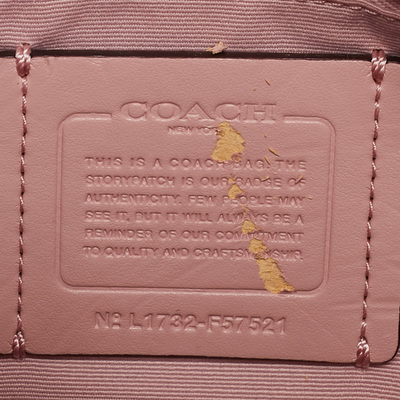 COACH
NEW YORK
THIS IS A COACH BAG. THE
STORYPATCH IS OUR BADGE OF
AUTHENTICITY. FEW PEOPLE MAY
SEE IT, BUT IT WILL ALWAYS BE A
REMINDER OF OUR COMMITMENT
TO QUALITY AND CRAFTSMANSHIP.
Nº L1732-F57521